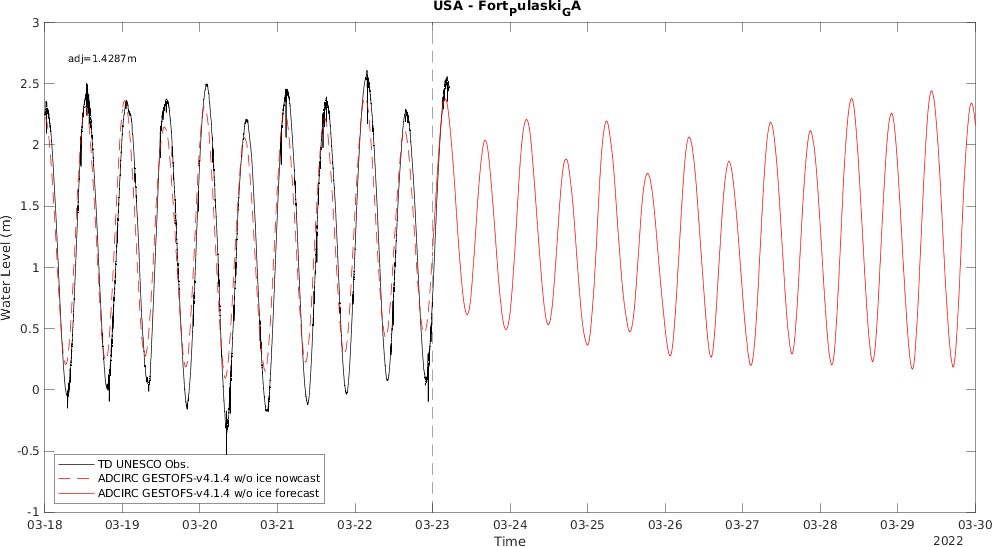 USA - Fort_Pulaski_GA
adj=1.4287m
3
2.5
2
1.5
1
0.5
0
-0.5
-1
Water Level (m)
TD UNESCO Obs.
ADCIRC GESTOFS-v4.1.4 w/o ice nowcast
ADCIRC GESTOFS-v4.1.4 w/o ice forecast
03-18 03-19 03-20 03-21 03-22 03-23 03-24 03-25 03-26 03-27 03-28 03-29 03-30
Time
2022